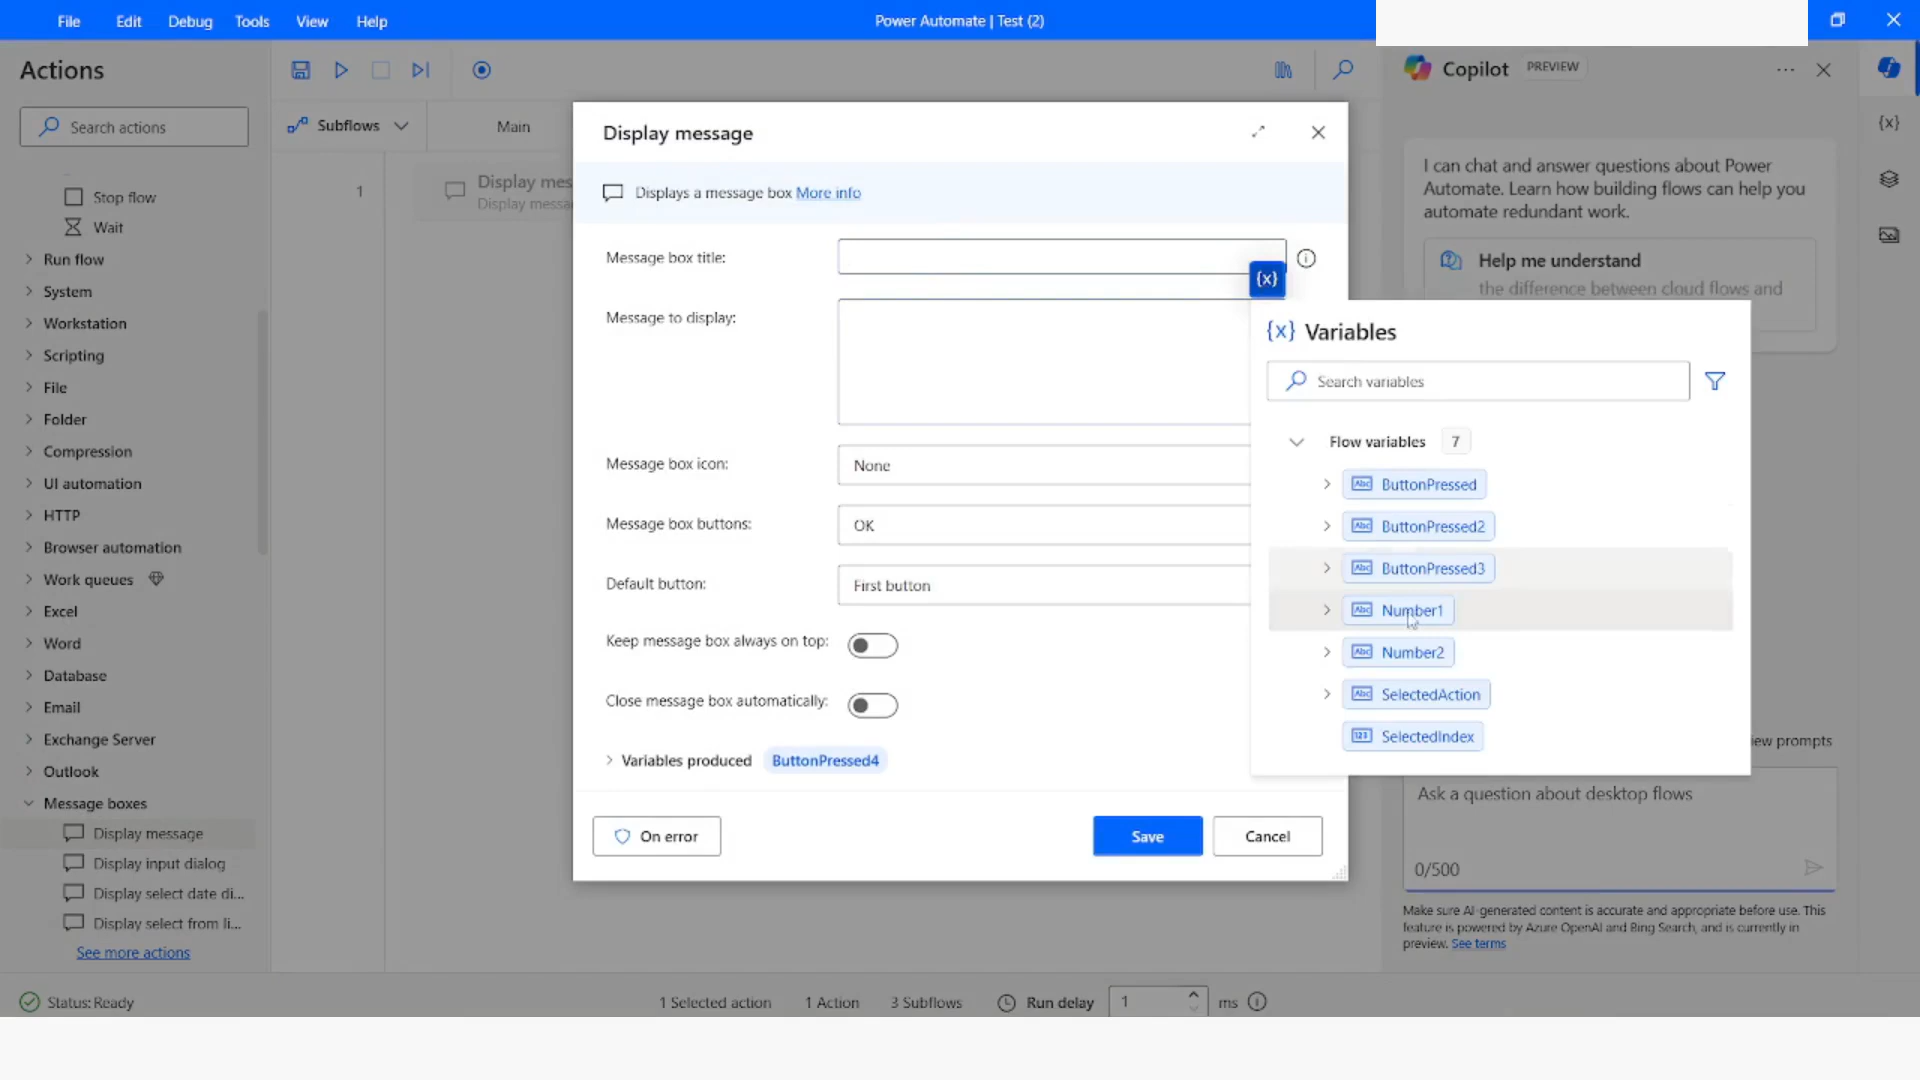 File Edit Debug Tools View Help
Power Automate | Test (2)
Actions
Search actions
Stop flow
Wait
Run flow
System
Workstation
Scripting
File
Folder
Compression
UI automation
HTTP
Browser automation
Work queues
Excel
Word
Database
Email
Exchange Server
Outlook
Message boxes
Display message
Display input dialog
Display select date di...
Display select from li...
See more actions
Subflows
Main
1
Display mes
Display messa
Display message
Displays a message box More info
Message box title:
{x}
Message to display:
Message box icon: None
Message box buttons: OK
Default button: First button
Keep message box always on top:
Close message box automatically:
Variables produced ButtonPressed4
On error
Save
Cancel
{x} Variables
Search variables
Flow variables 7
Abc ButtonPressed
Abc ButtonPressed2
Abc ButtonPressed3
Abc Number1
Abc Number2
Abc SelectedAction
123 SelectedIndex
Copilot PREVIEW
{x}
I can chat and answer questions about Power
Automate. Learn how building flows can help you
automate redundant work.
Help me understand
the difference between cloud flows and
iew prompts
Ask a question about desktop flows
0/500
Make sure AI-generated content is accurate and appropriate before use. This
feature is powered by Azure OpenAI and Bing Search, and is currently in
preview. See terms
Status: Ready
1 Selected action
1 Action
3 Subflows
Run delay 1 ms